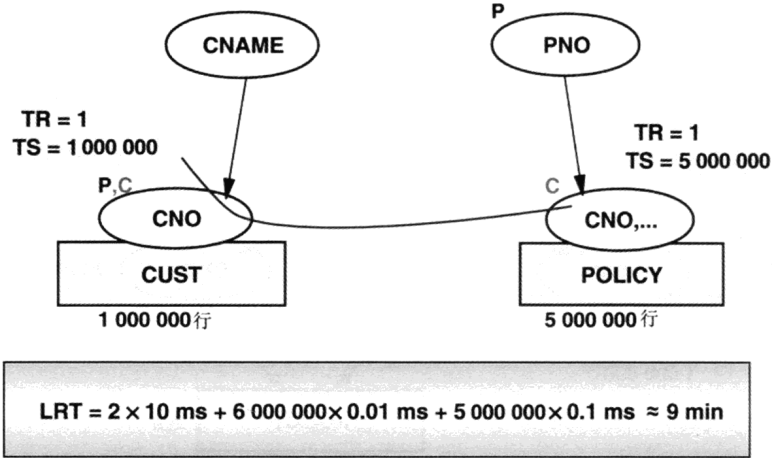 CNAME
P
PNO
TR = 1
TS = 1 000 000
TR = 1
TS = 5 000 000
P,C
C
CNO
CNO,...
CUST
POLICY
1 000 000行
5 000 000行
LRT = 2 × 10 ms + 6 000 000× 0.01 ms + 5 000 000× 0.1 ms ≈ 9 min